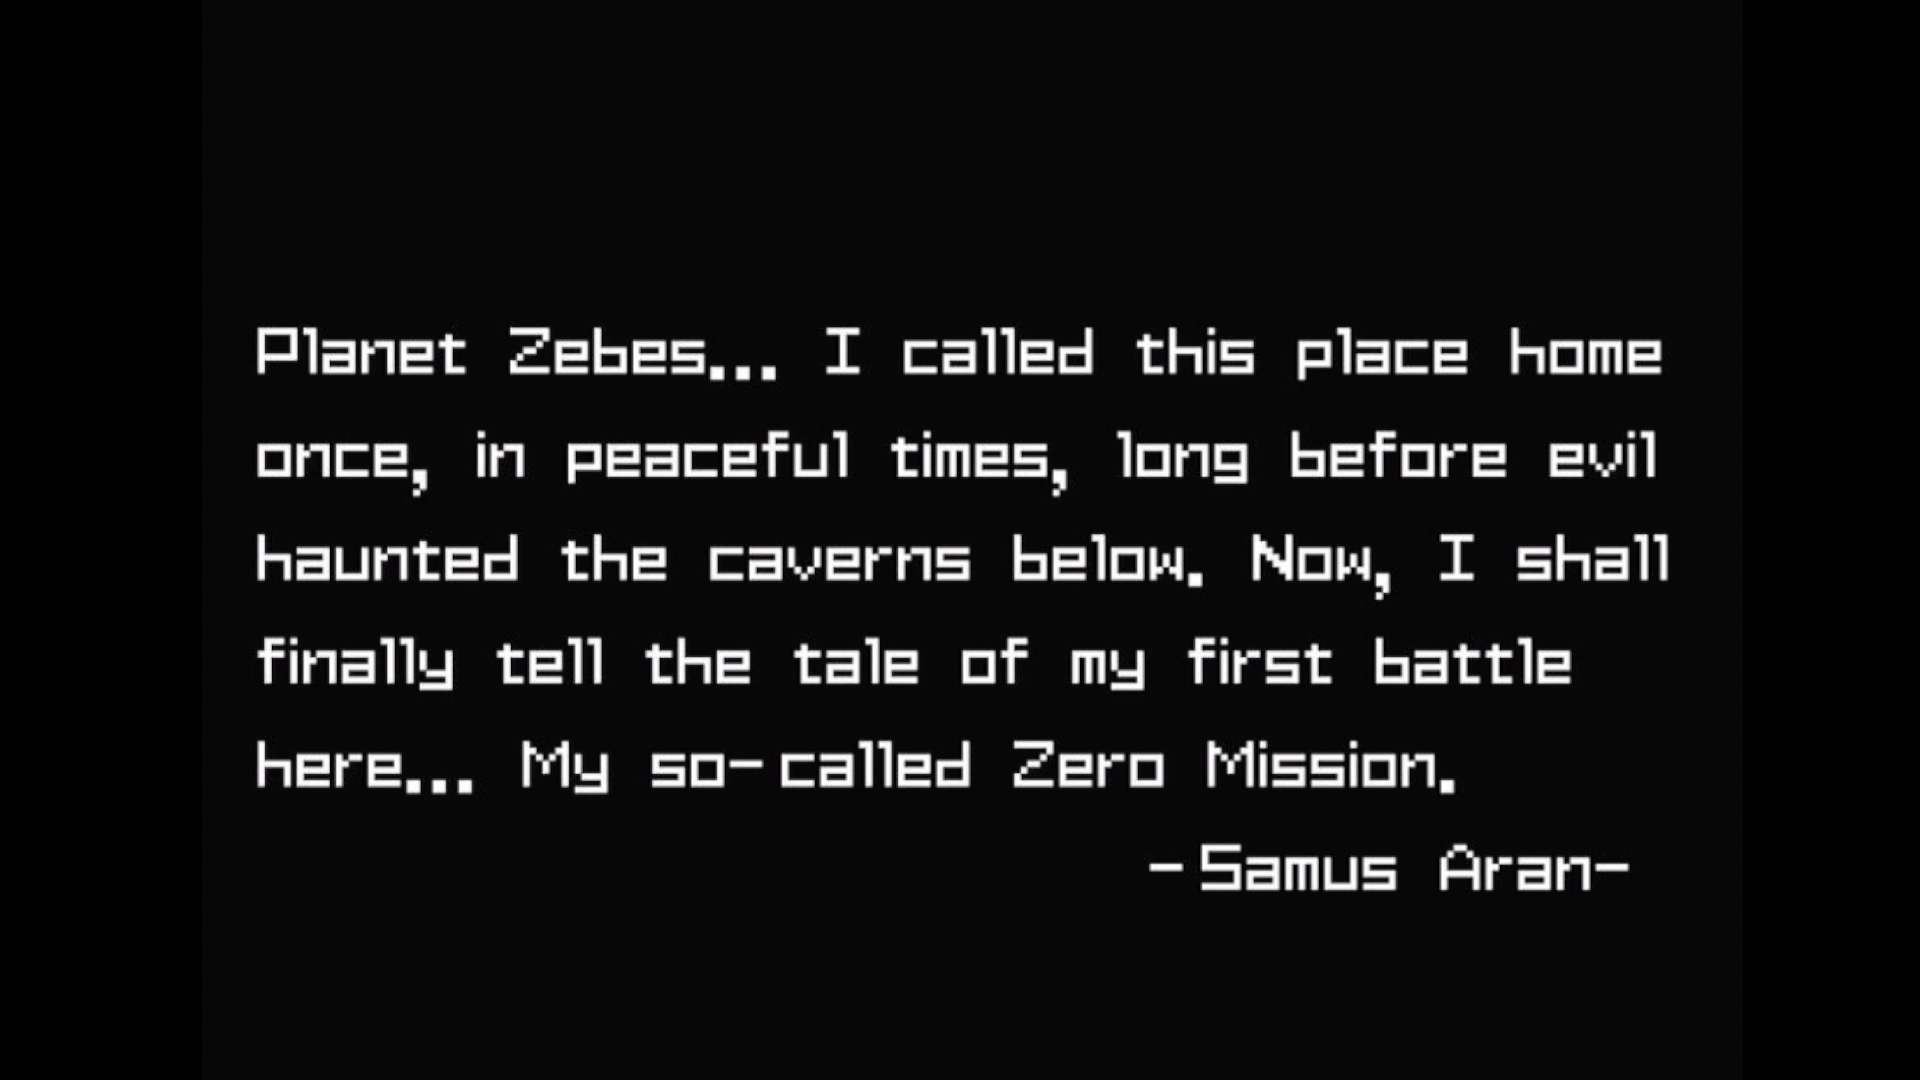 Planet Zebes... I called this place home
once, in peaceful times, long before evil
haunted the caverns below. Now, I shall
finally tell the tale of my first battle
here... My so-called Zero Mission.
-Samus Aran-